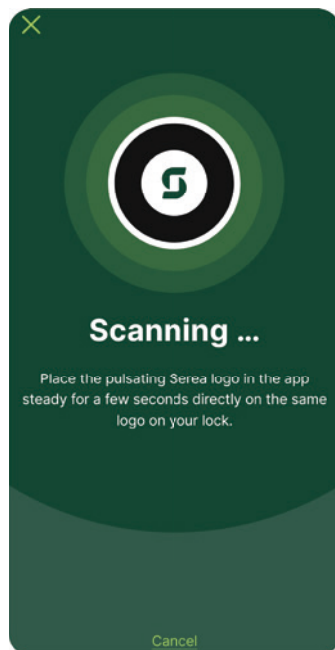 Scanning ...
Place the pulsating Serea logo in the app
steady for a few seconds directly on the same
logo on your lock.
Cancel